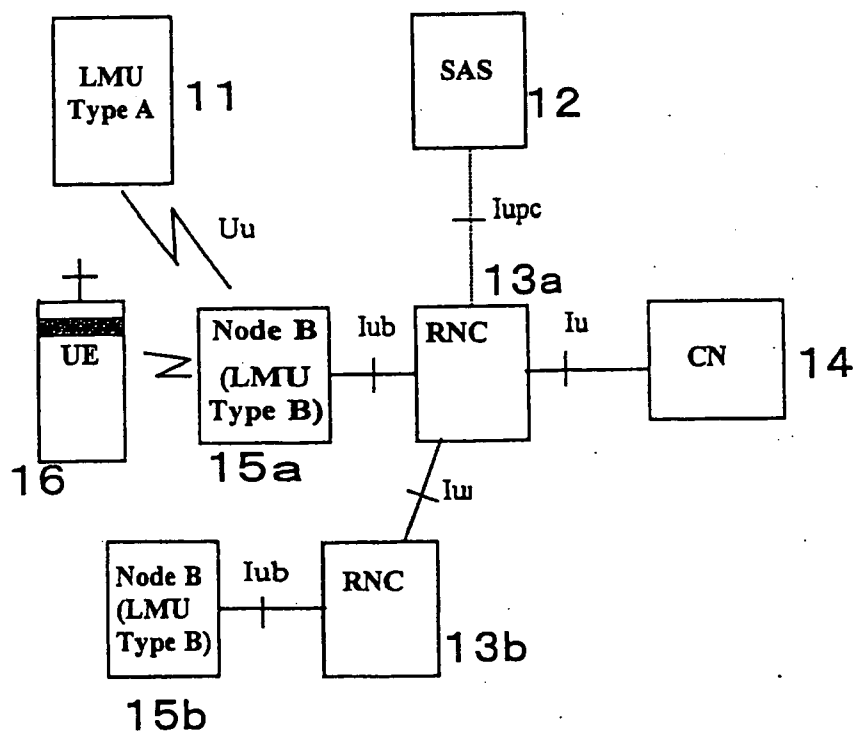 LMU
Type A
11
SAS
12
Uu
Iupc
13a
UE
16
Node B
(LMU
Type B)
15a
Iub
RNC
Iu
CN
14
Node B
(LMU
Type B)
15b
Iub
RNC
13b